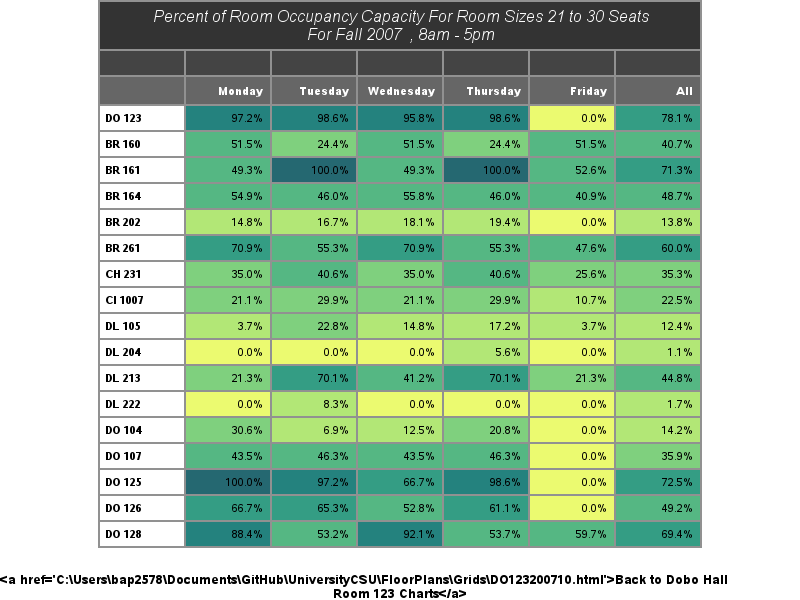 Percent of Room Occupancy Capacity For Room Sizes 21 to 30 Seats
For Fall 2007 , 8am - 5pm
Monday Tuesday Wednesday Thursday Friday All
DO 123 97.2% 98.6% 95.8% 98.6% 0.0% 78.1%
BR 160 51.5% 24.4% 51.5% 24.4% 51.5% 40.7%
BR 161 49.3% 100.0% 49.3% 100.0% 52.6% 71.3%
BR 164 54.9% 46.0% 55.8% 46.0% 40.9% 48.7%
BR 202 14.8% 16.7% 18.1% 19.4% 0.0% 13.8%
BR 261 70.9% 55.3% 70.9% 55.3% 47.6% 60.0%
CH 231 35.0% 40.6% 35.0% 40.6% 25.6% 35.3%
CI 1007 21.1% 29.9% 21.1% 29.9% 10.7% 22.5%
DL 105 3.7% 22.8% 14.8% 17.2% 3.7% 12.4%
DL 204 0.0% 0.0% 0.0% 5.6% 0.0% 1.1%
DL 213 21.3% 70.1% 41.2% 70.1% 21.3% 44.8%
DL 222 0.0% 8.3% 0.0% 0.0% 0.0% 1.7%
DO 104 30.6% 6.9% 12.5% 20.8% 0.0% 14.2%
DO 107 43.5% 46.3% 43.5% 46.3% 0.0% 35.9%
DO 125 100.0% 97.2% 66.7% 98.6% 0.0% 72.5%
DO 126 66.7% 65.3% 52.8% 61.1% 0.0% 49.2%
DO 128 88.4% 53.2% 92.1% 53.7% 59.7% 69.4%
<a href='C:\Users\bap2578\Documents\GitHub\UniversityCSU\FloorPlans\Grids\DO123200710.html'>Back to Dobo Hall
Room 123 Charts</a>